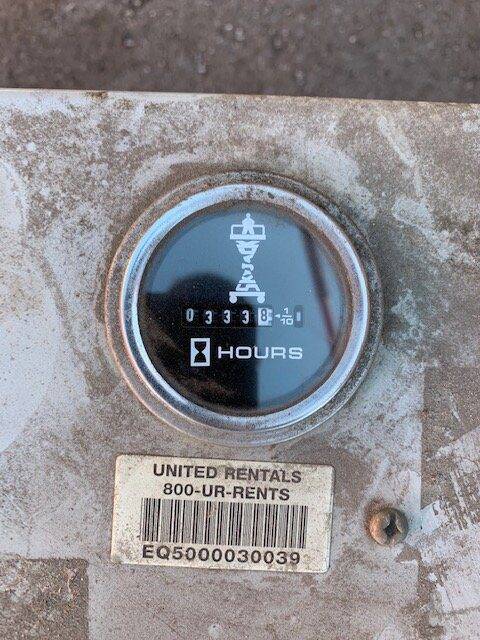 03338 1/10
HOURS
UNITED RENTALS
800-UR-RENTS
EQ5000030039